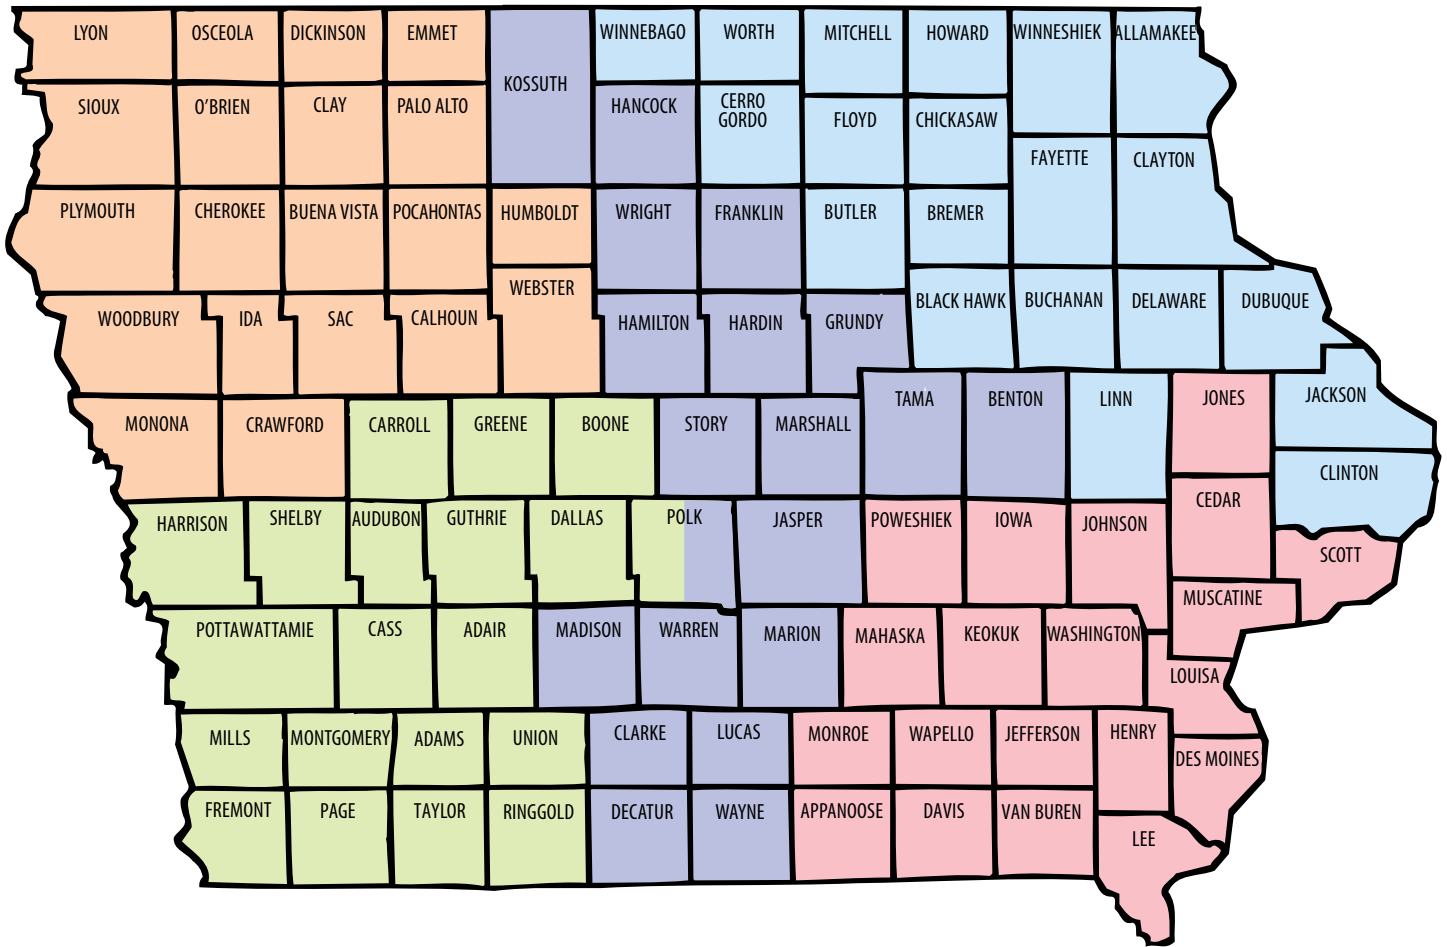 LYON
OSCEOLA
DICKINSON
EMMET
KOSSUTH
WINNEBAGO
WORTH
MITCHELL
HOWARD
WINNESHIEK
ALLAMAKEE
SIOUX
O'BRIEN
CLAY
PALO ALTO
HANCOCK
CERRO
GORDO
FLOYD
CHICKASAW
FAYETTE
CLAYTON
PLYMOUTH
CHEROKEE
BUENA VISTA
POCAHONTAS
HUMBOLDT
WRIGHT
FRANKLIN
BUTLER
BREMER
WEBSTER
BLACK HAWK
BUCHANAN
DELAWARE
DUBUQUE
WOODBURY
IDA
SAC
CALHOUN
HAMILTON
HARDIN
GRUNDY
TAMA
BENTON
LINN
JONES
JACKSON
MONONA
CRAWFORD
CARROLL
GREENE
BOONE
STORY
MARSHALL
CLINTON
CEDAR
HARRISON
SHELBY
AUDUBON
GUTHRIE
DALLAS
POLK
JASPER
POWESHIEK
IOWA
JOHNSON
SCOTT
MUSCATINE
POTTAWATTAMIE
CASS
ADAIR
MADISON
WARREN
MARION
MAHASKA
KEOKUK
WASHINGTON
LOUISA
MILLS
MONTGOMERY
ADAMS
UNION
CLARKE
LUCAS
MONROE
WAPELLO
JEFFERSON
HENRY
DES MOINES
FREMONT
PAGE
TAYLOR
RINGGOLD
DECATUR
WAYNE
APPANOOSE
DAVIS
VAN BUREN
LEE